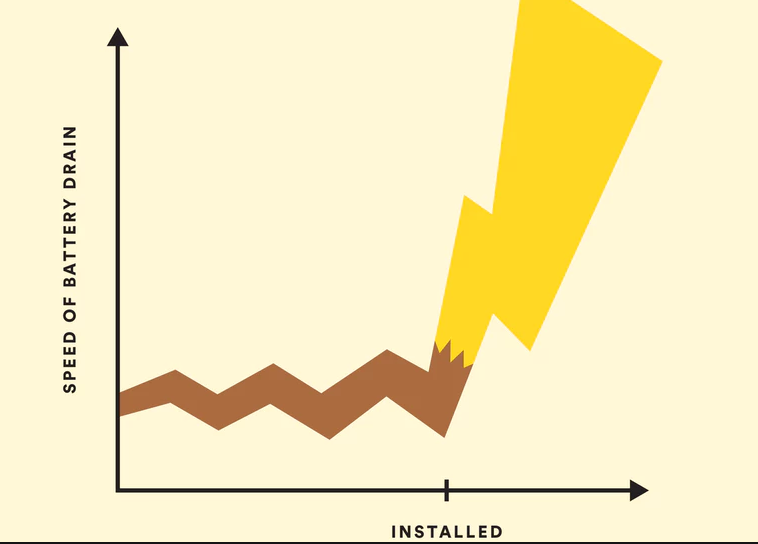 SPEED OF BATTERY DRAIN
INSTALLED